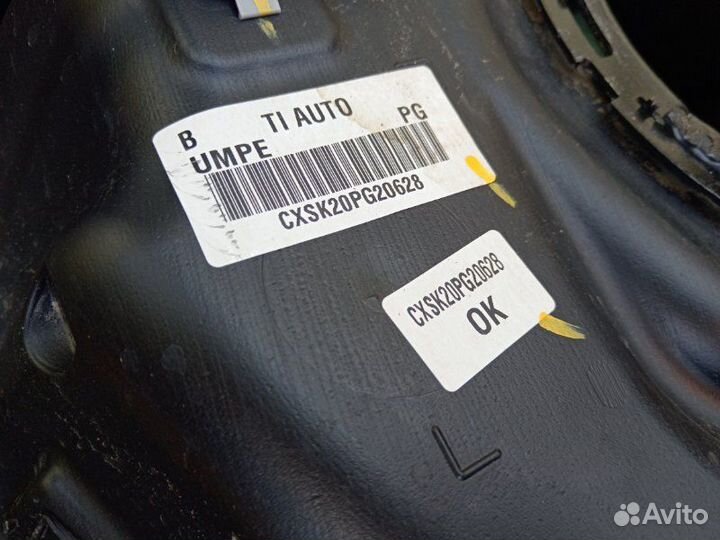 B TI AUTO PG
UMPE
CXSK20PG20628
CXSK20PG20628
OK
L
Avito